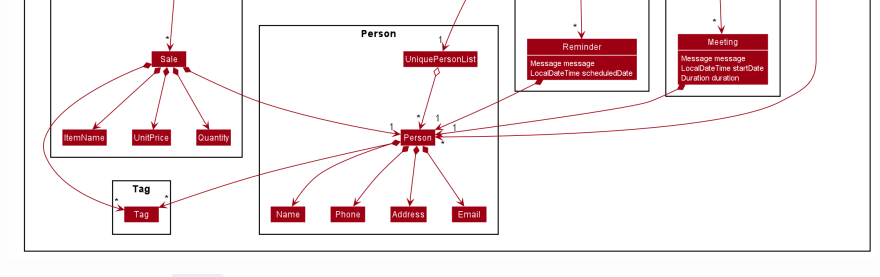 Person
Reminder
Message message
LocalDateTime scheduledDate
Meeting
Message message
LocalDateTime startDate
Duration duration
*
Sale
1
UniquePersonList
*
*
*
1
1
1
*
ItemName
UnitPrice
Quantity
Person
Tag
*
*
Tag
Name
Phone
Address
Email